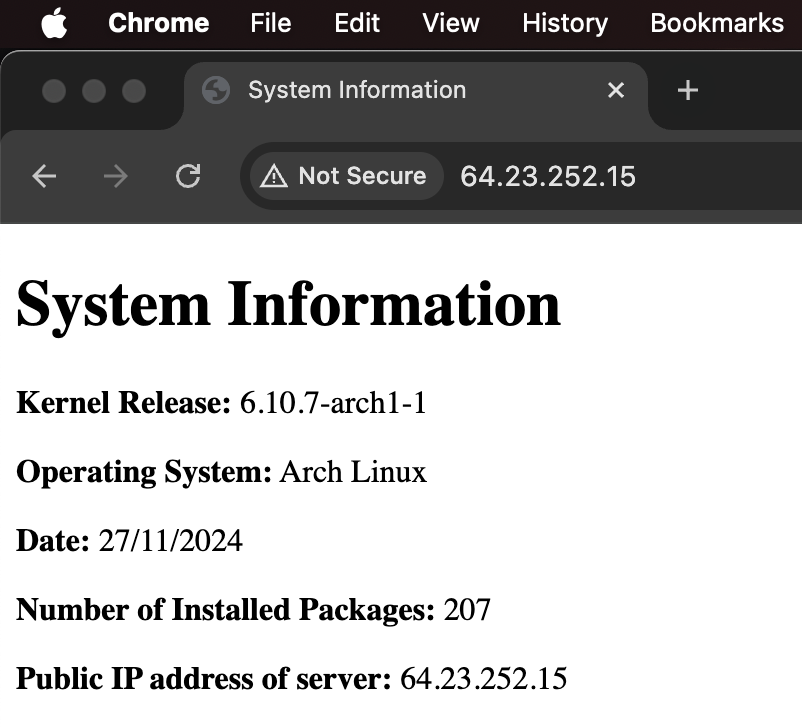 Chrome File Edit View History Bookmarks
System Information
Not Secure 64.23.252.15
System Information
Kernel Release: 6.10.7-arch1-1
Operating System: Arch Linux
Date: 27/11/2024
Number of Installed Packages: 207
Public IP address of server: 64.23.252.15